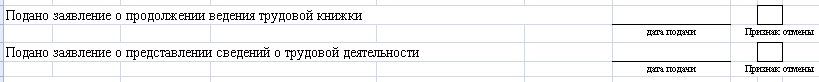 Подано заявление о продолжении ведения трудовой книжки
дата подачи Признак отмены
Подано заявление о представлении сведений о трудовой деятельности
дата подачи Признак отмены